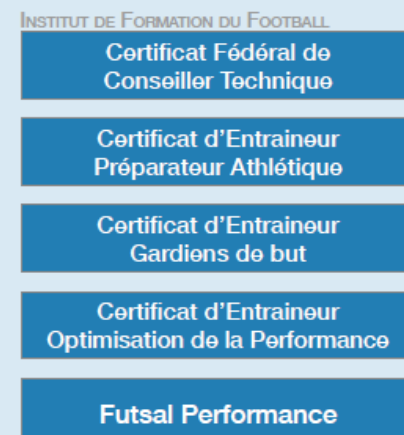 INSTITUT DE FORMATION DU FOOTBALL
Certificat Fédéral de
Conseiller Technique
Certificat d'Entraineur
Préparateur Athlétique
Certificat d'Entraineur
Gardiens de but
Certificat d'Entraineur
Optimisation de la Performance
Futsal Performance